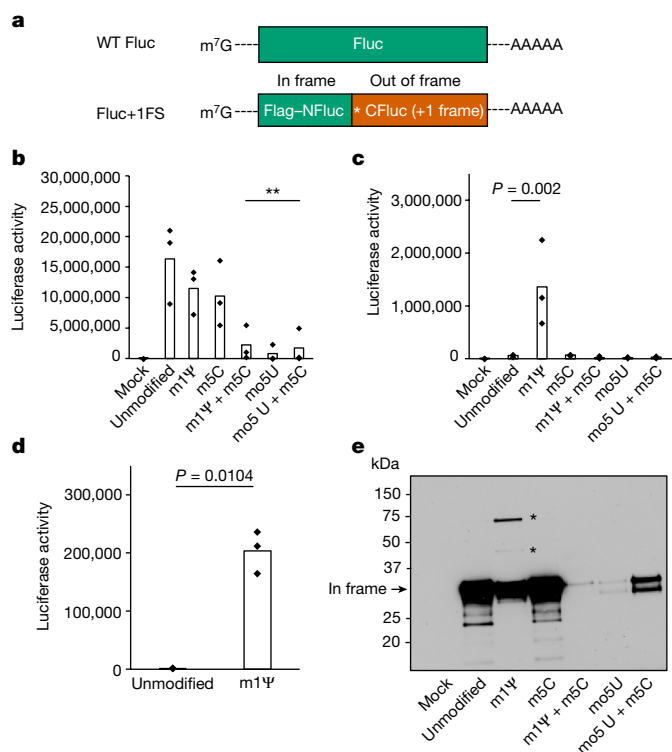 a
WT Fluc
m⁷G
Fluc
AAAAA
In frame
Out of frame
Fluc+1FS
m⁷G
Flag–NFluc
* CFluc (+1 frame)
AAAAA
b
Luciferase activity
30,000,000
25,000,000
20,000,000
15,000,000
10,000,000
5,000,000
0
**
Mock
Unmodified
m1Ψ
m5C
m1Ψ + m5C
mo5U
mo5 U + m5C
c
Luciferase activity
3,000,000
2,000,000
1,000,000
0
P = 0.002
Mock
Unmodified
m1Ψ
m5C
m1Ψ + m5C
mo5U
mo5 U + m5C
d
Luciferase activity
300,000
200,000
100,000
0
P = 0.0104
Unmodified
m1Ψ
e
kDa
150
75
50
37
In frame
25
20
*
*
Mock
Unmodified
m1Ψ
m5C
m1Ψ + m5C
mo5U
mo5 U + m5C